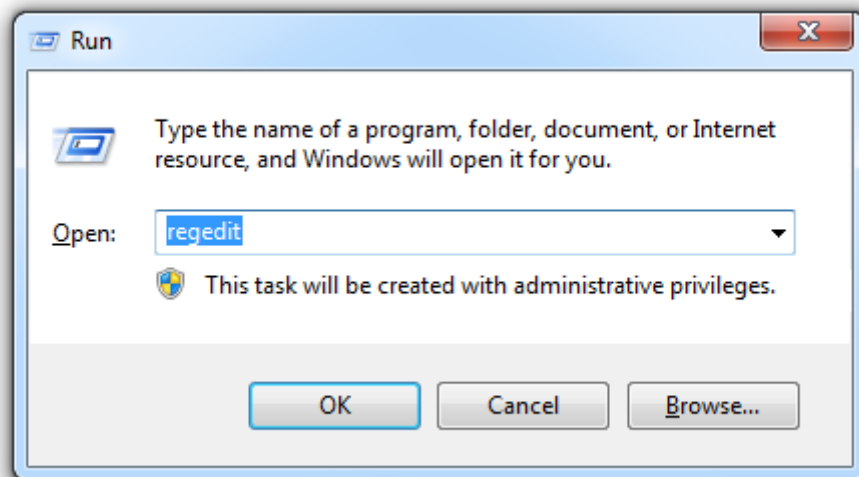 Run
Type the name of a program, folder, document, or Internet
resource, and Windows will open it for you.
Open: regedit
This task will be created with administrative privileges.
OK Cancel Browse...